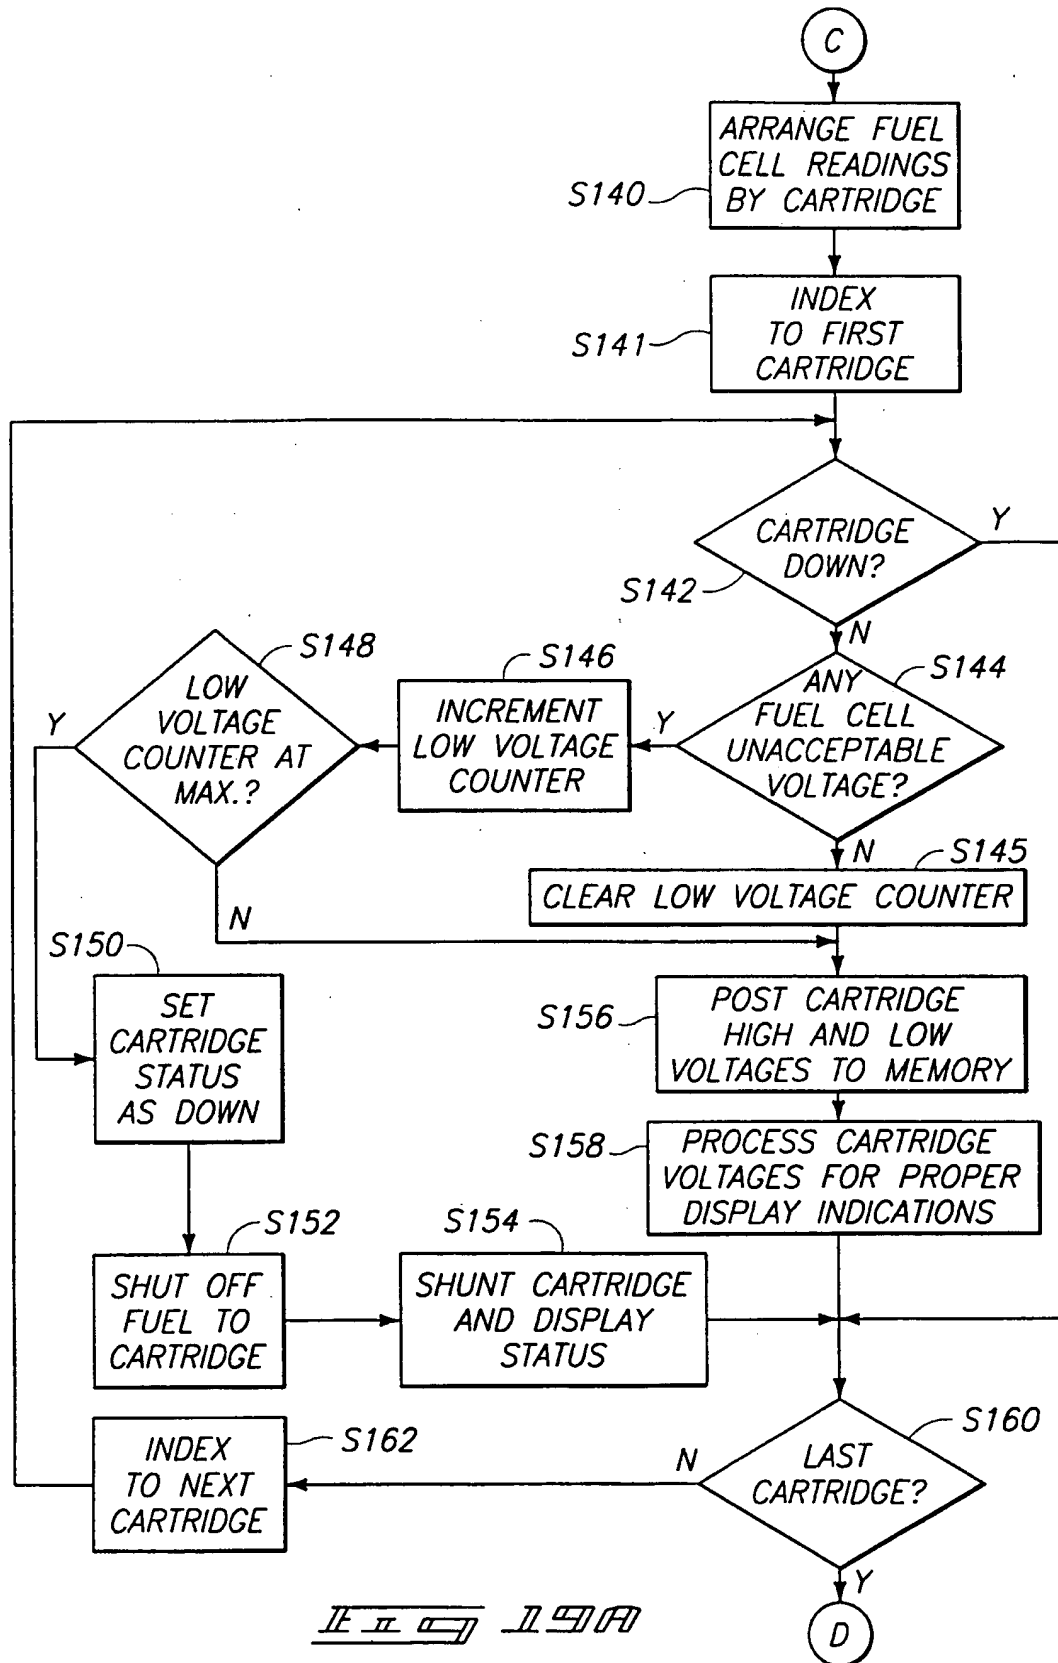 C
ARRANGE FUEL
CELL READINGS
BY CARTRIDGE
S140
INDEX
TO FIRST
CARTRIDGE
S141
CARTRIDGE
DOWN?
Y
S142
N
S148
LOW
VOLTAGE
COUNTER AT
MAX.?
Y
N
S146
INCREMENT
LOW VOLTAGE
COUNTER
Y
S144
ANY
FUEL CELL
UNACCEPTABLE
VOLTAGE?
N
S145
CLEAR LOW VOLTAGE COUNTER
S150
SET
CARTRIDGE
STATUS
AS DOWN
S156
POST CARTRIDGE
HIGH AND LOW
VOLTAGES TO MEMORY
S158
PROCESS CARTRIDGE
VOLTAGES FOR PROPER
DISPLAY INDICATIONS
S152
SHUT OFF
FUEL TO
CARTRIDGE
S154
SHUNT CARTRIDGE
AND DISPLAY
STATUS
S162
INDEX
TO NEXT
CARTRIDGE
N
S160
LAST
CARTRIDGE?
Y
D
FIG 19A